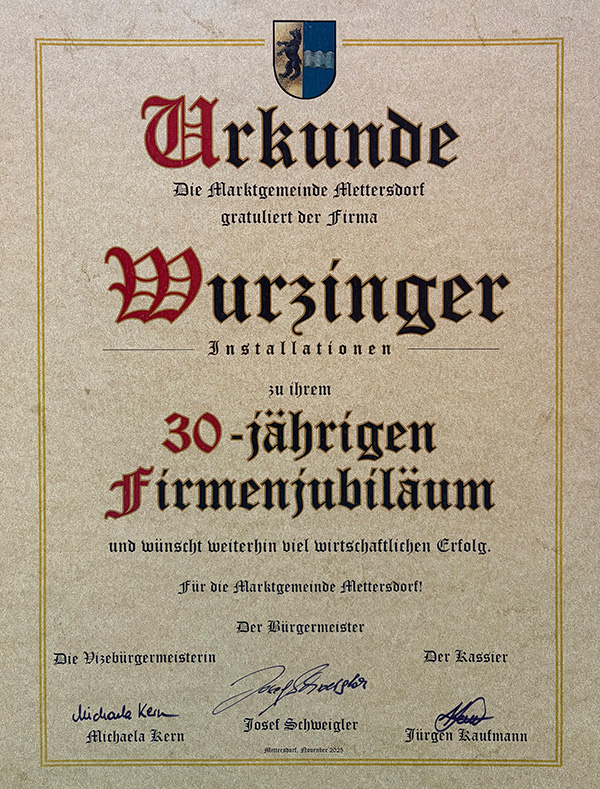 Urkunde
Die Marktgemeinde Mettersdorf
gratuliert der Firma
Wurzinger
Installationen
zu ihrem
30-jährigen
Firmenjubiläum
und wünscht weiterhin viel wirtschaftlichen Erfolg.
Für die Marktgemeinde Mettersdorf!
Der Bürgermeister
Die Vizebürgermeisterin
Der Kassier
Josef Schweigler
Michaela Kern
Michaela Kern
Josef Schweigler
Jürgen Kaufmann
Mettersdorf, November 2025